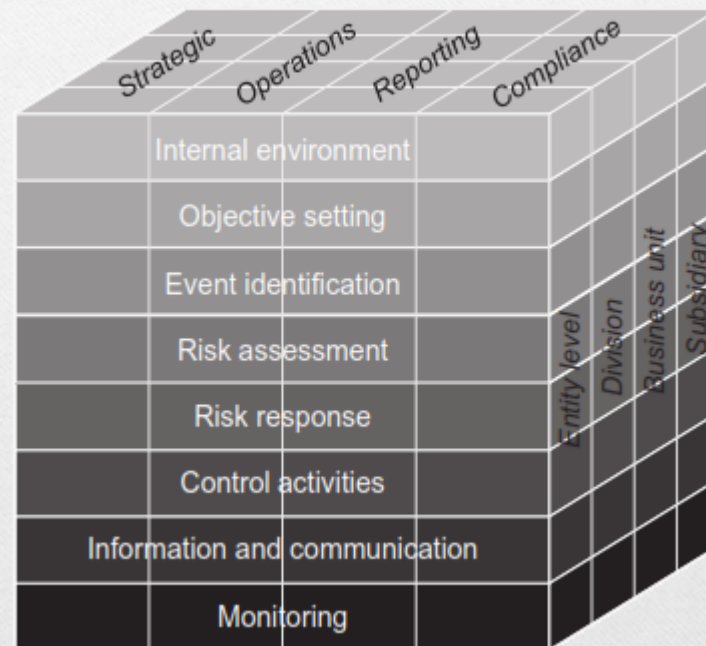 Strategic
Operations
Reporting
Compliance
Internal environment
Objective setting
Event identification
Risk assessment
Risk response
Control activities
Information and communication
Monitoring
Entity level
Division
Business unit
Subsidiary